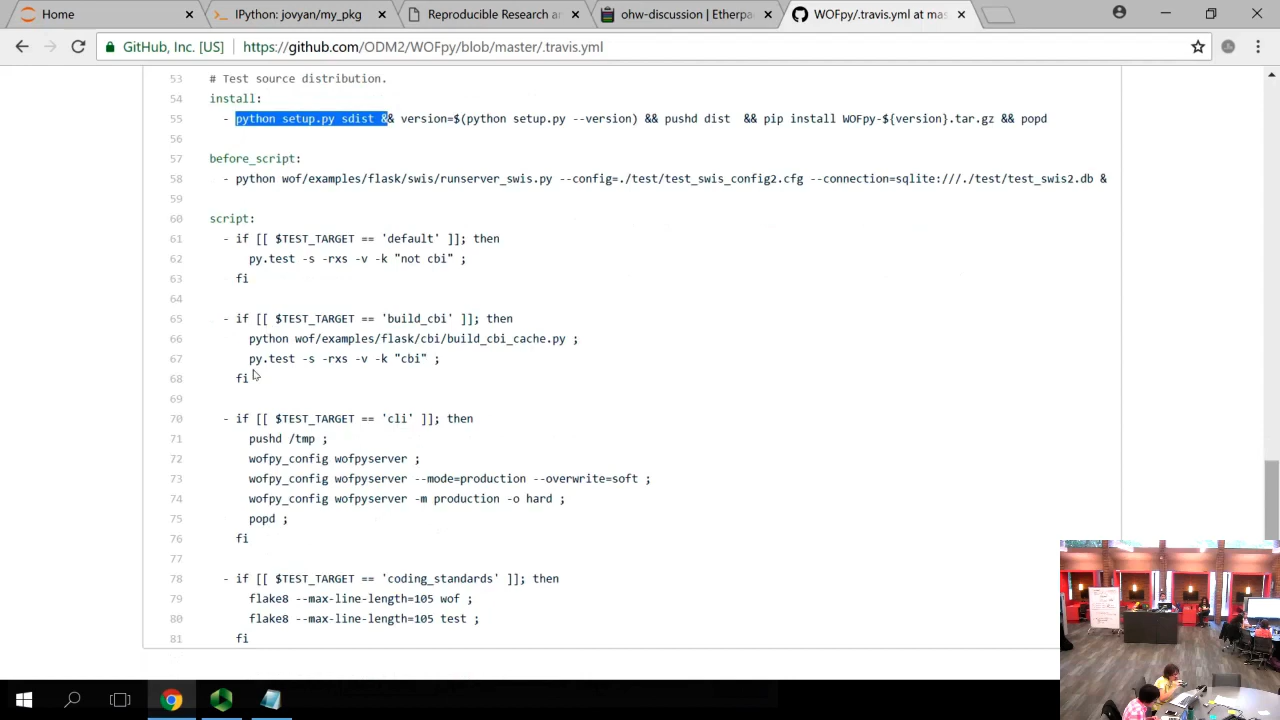 Home
IPython: jovyan/my_pkg
Reproducible Research an
ohw-discussion | Etherpa
WOFpy/.travis.yml at mas
GitHub, Inc. [US]
https://github.com/ODM2/WOFpy/blob/master/.travis.yml
53 # Test source distribution.
54 install:
55 - python setup.py sdist && version=$(python setup.py --version) && pushd dist && pip install WOFpy-${version}.tar.gz && popd
56
57 before_script:
58 - python wof/examples/flask/swis/runserver_swis.py --config=./test/test_swis_config2.cfg --connection=sqlite:///./test/test_swis2.db &
59
60 script:
61 - if [[ $TEST_TARGET == 'default' ]]; then
62 py.test -s -rxs -v -k "not cbi" ;
63 fi
64
65 - if [[ $TEST_TARGET == 'build_cbi' ]]; then
66 python wof/examples/flask/cbi/build_cbi_cache.py ;
67 py.test -s -rxs -v -k "cbi" ;
68 fi
69
70 - if [[ $TEST_TARGET == 'cli' ]]; then
71 pushd /tmp ;
72 wofpy_config wofpyserver ;
73 wofpy_config wofpyserver --mode=production --overwrite=soft ;
74 wofpy_config wofpyserver -m production -o hard ;
75 popd ;
76 fi
77
78 - if [[ $TEST_TARGET == 'coding_standards' ]]; then
79 flake8 --max-line-length=105 wof ;
80 flake8 --max-line-length=105 test ;
81 fi